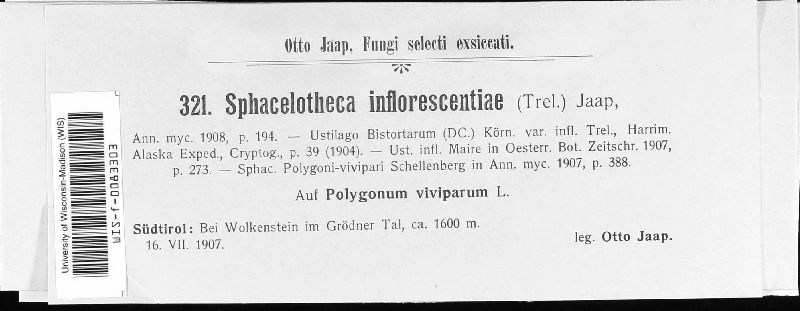 Otto Jaap, Fungi selecti exsiccati.
321. Sphacelotheca inflorescentiae (Trel.) Jaap,
Ann. myc. 1908, p. 194. — Ustilago Bistortarum (DC.) Körn. var. infl. Trel., Harrim.
Alaska Exped., Cryptog., p. 39 (1904). — Ust. infl. Maire in Oesterr. Bot. Zeitschr. 1907,
p. 273. — Sphac. Polygoni-vivipari Schellenberg in Ann. myc. 1907, p. 388.
Auf Polygonum viviparum L.
Südtirol: Bei Wolkenstein im Grödner Tal, ca. 1600 m.
16. VII. 1907.
leg. Otto Jaap.
University of Wisconsin-Madison (WIS)